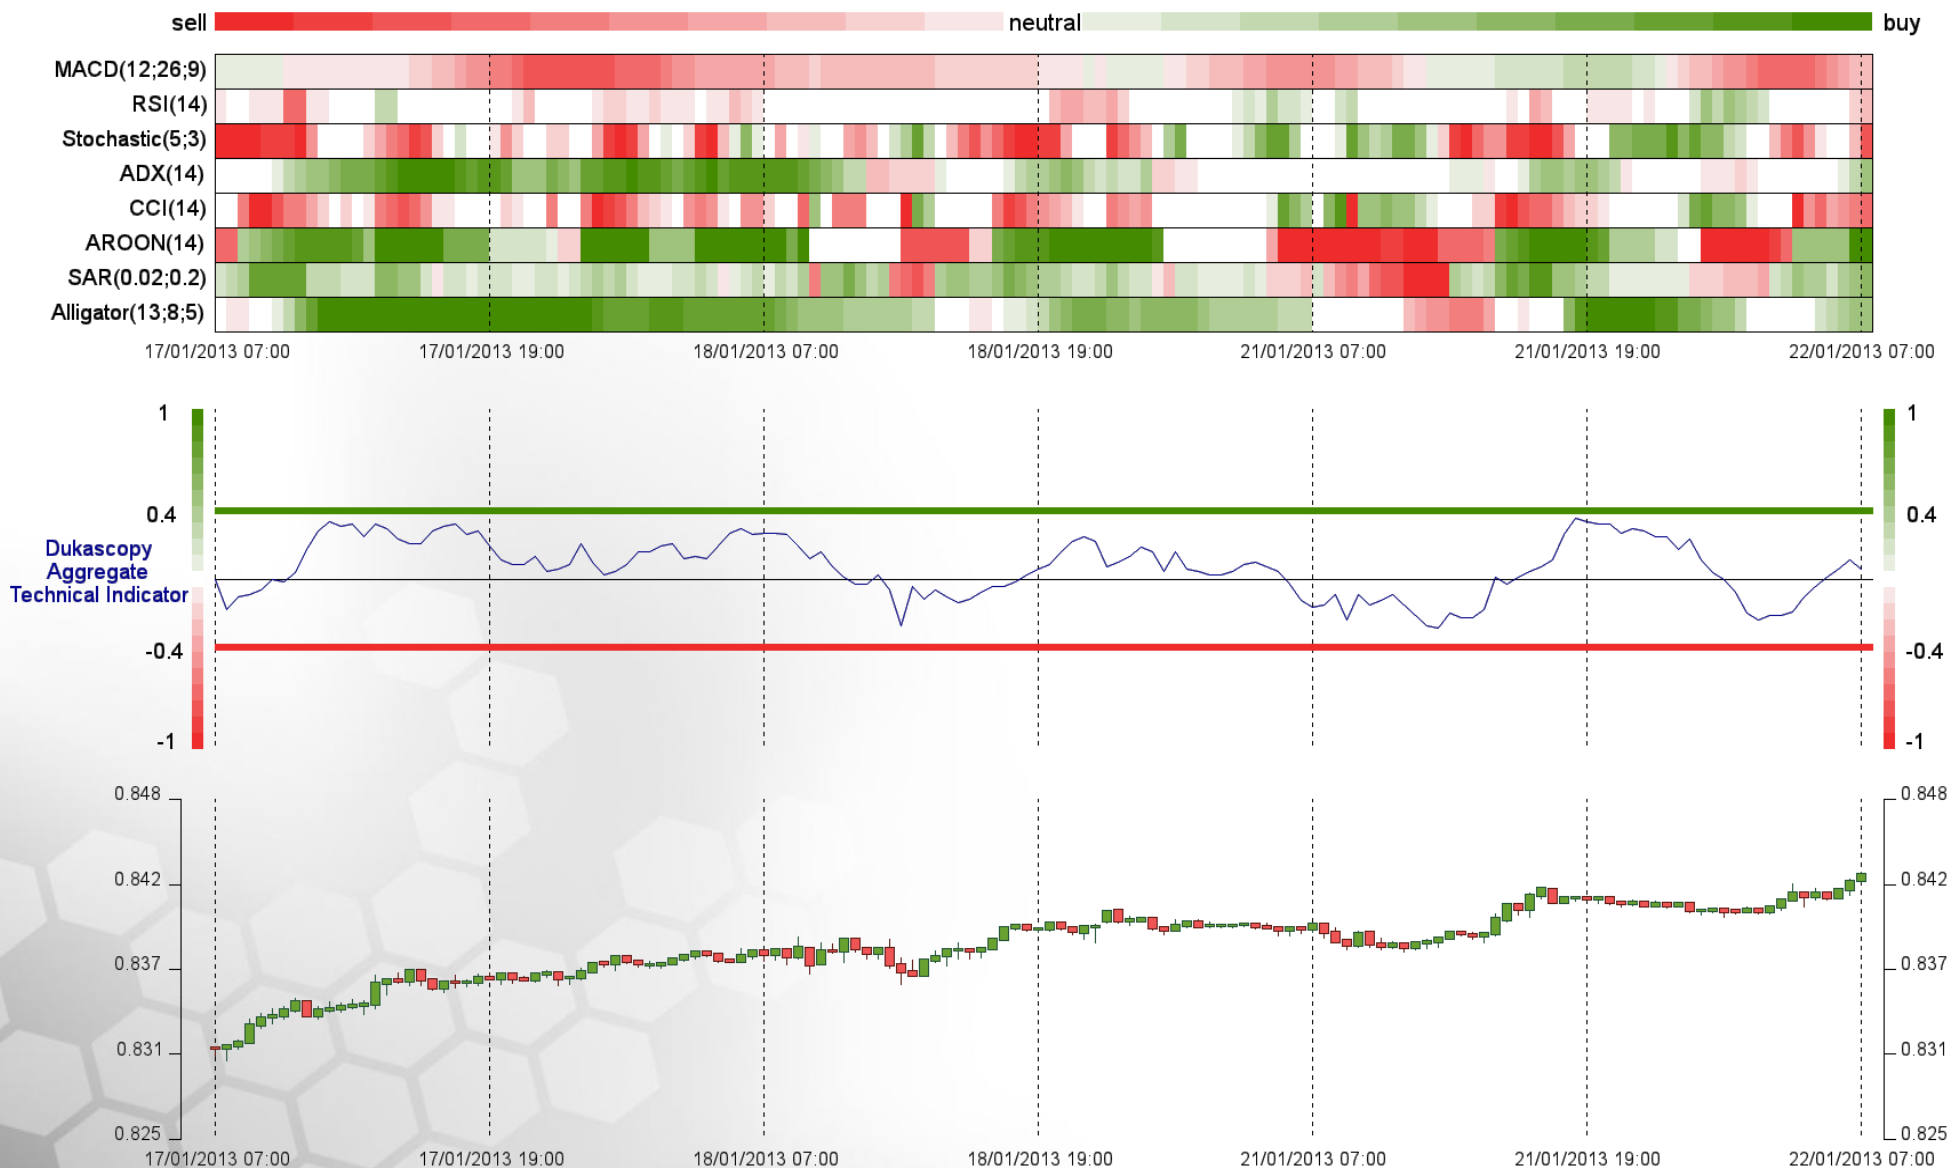 sell neutral buy
MACD(12;26;9)
RSI(14)
Stochastic(5;3)
ADX(14)
CCI(14)
AROON(14)
SAR(0.02;0.2)
Alligator(13;8;5)
17/01/2013 07:00 17/01/2013 19:00 18/01/2013 07:00 18/01/2013 19:00 21/01/2013 07:00 21/01/2013 19:00 22/01/2013 07:00
1 1
0.4 0.4
Dukascopy
Aggregate
Technical Indicator
-0.4 -0.4
-1 -1
0.848 0.848
0.842 0.842
0.837 0.837
0.831 0.831
0.825 0.825
17/01/2013 07:00 17/01/2013 19:00 18/01/2013 07:00 18/01/2013 19:00 21/01/2013 07:00 21/01/2013 19:00 22/01/2013 07:00